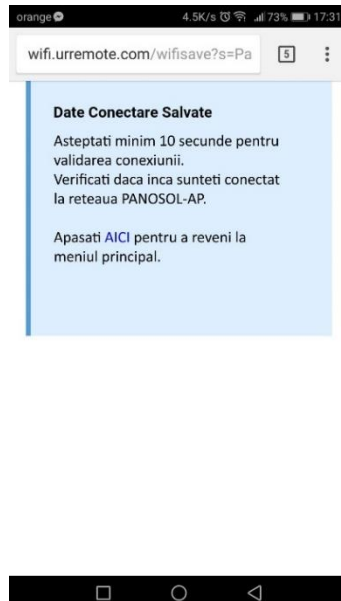 orange 4.5K/s 73% 17:31
wifi.urremote.com/wifisave?s=Pa 5
Date Conectare Salvate
Asteptati minim 10 secunde pentru
validarea conexiunii.
Verificati daca inca sunteti conectat
la reteaua PANOSOL-AP.
Apasati AICI pentru a reveni la
meniul principal.